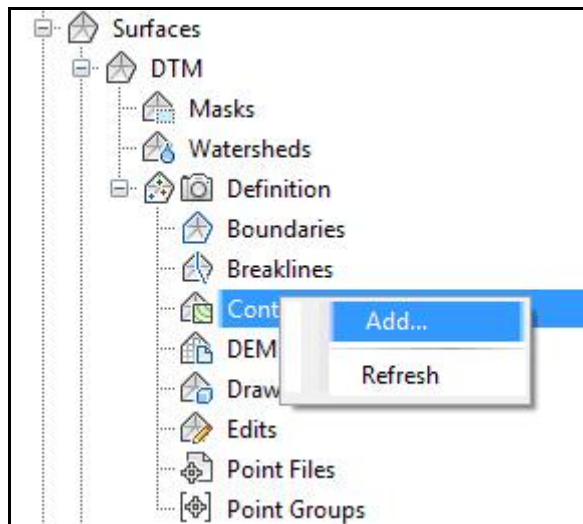 Surfaces
DTM
Masks
Watersheds
Definition
Boundaries
Breaklines
Cont
Add...
DEM
Refresh
Draw
Edits
Point Files
Point Groups